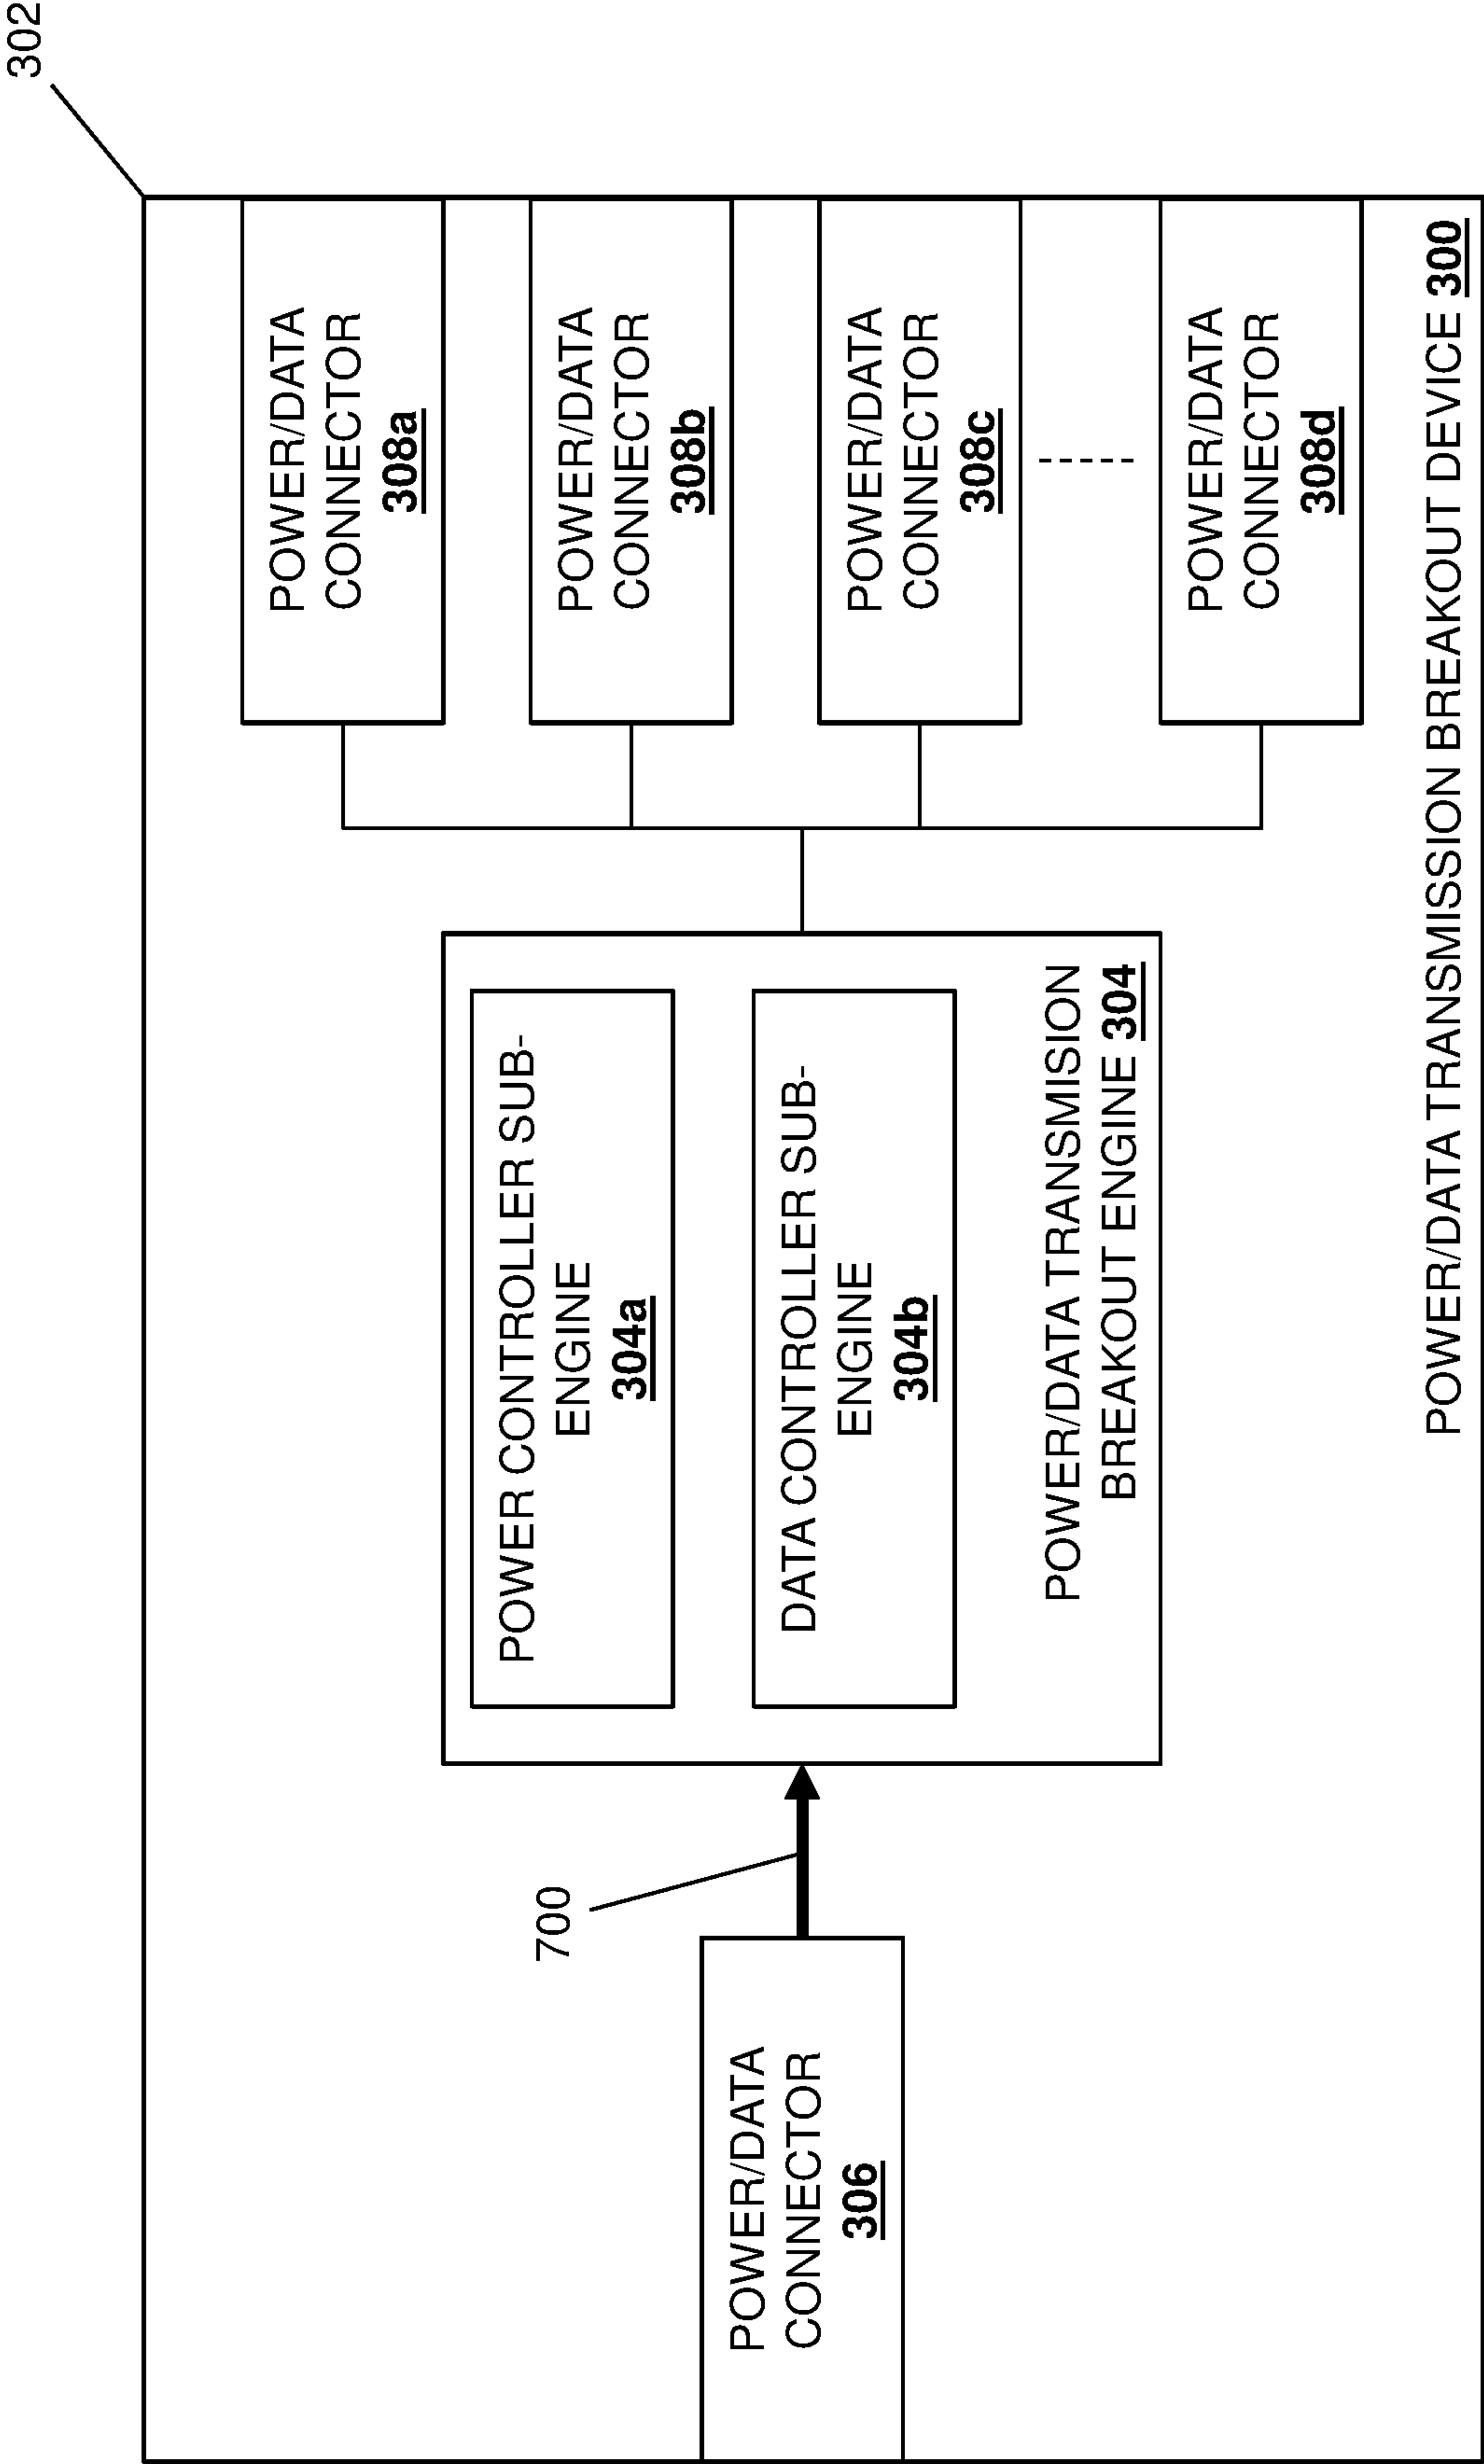 302
POWER/DATA
CONNECTOR
308a
POWER/DATA
CONNECTOR
308b
POWER/DATA
CONNECTOR
308c
POWER/DATA
CONNECTOR
308d
POWER CONTROLLER SUB-
ENGINE
304a
DATA CONTROLLER SUB-
ENGINE
304b
POWER/DATA TRANSMISION
BREAKOUT ENGINE 304
700
POWER/DATA
CONNECTOR
306
POWER/DATA TRANSMISSION BREAKOUT DEVICE 300